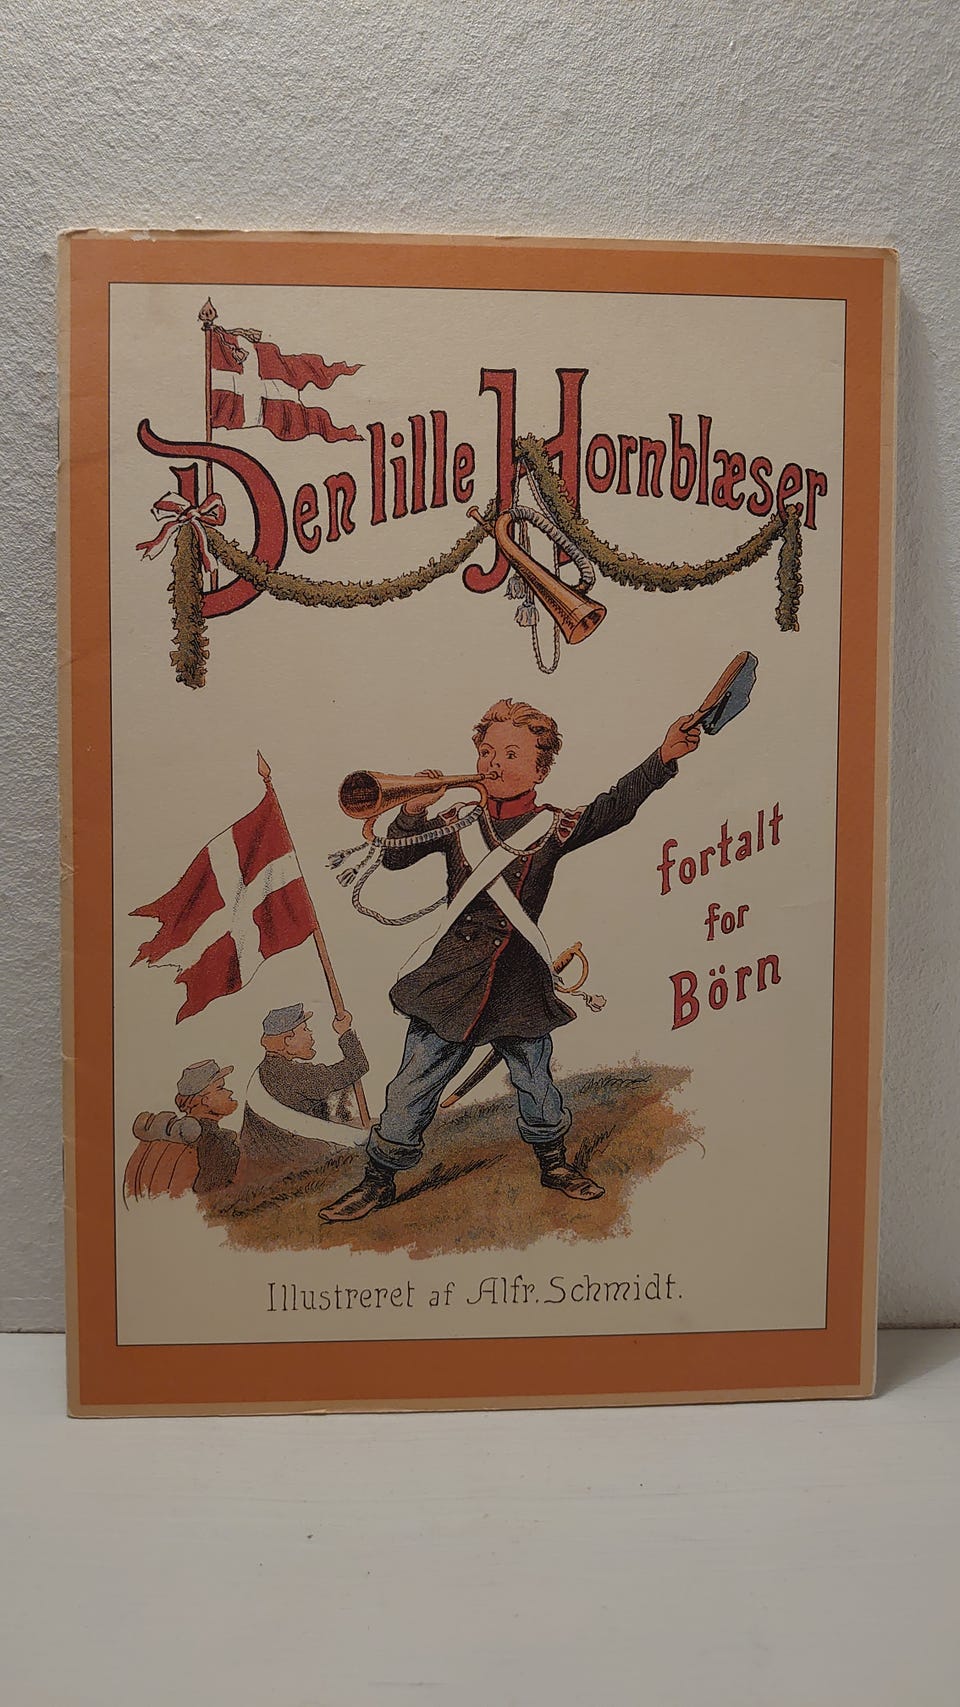 Den lille Hornblæser
fortalt
for
Börn
Illustreret af Alfr. Schmidt.